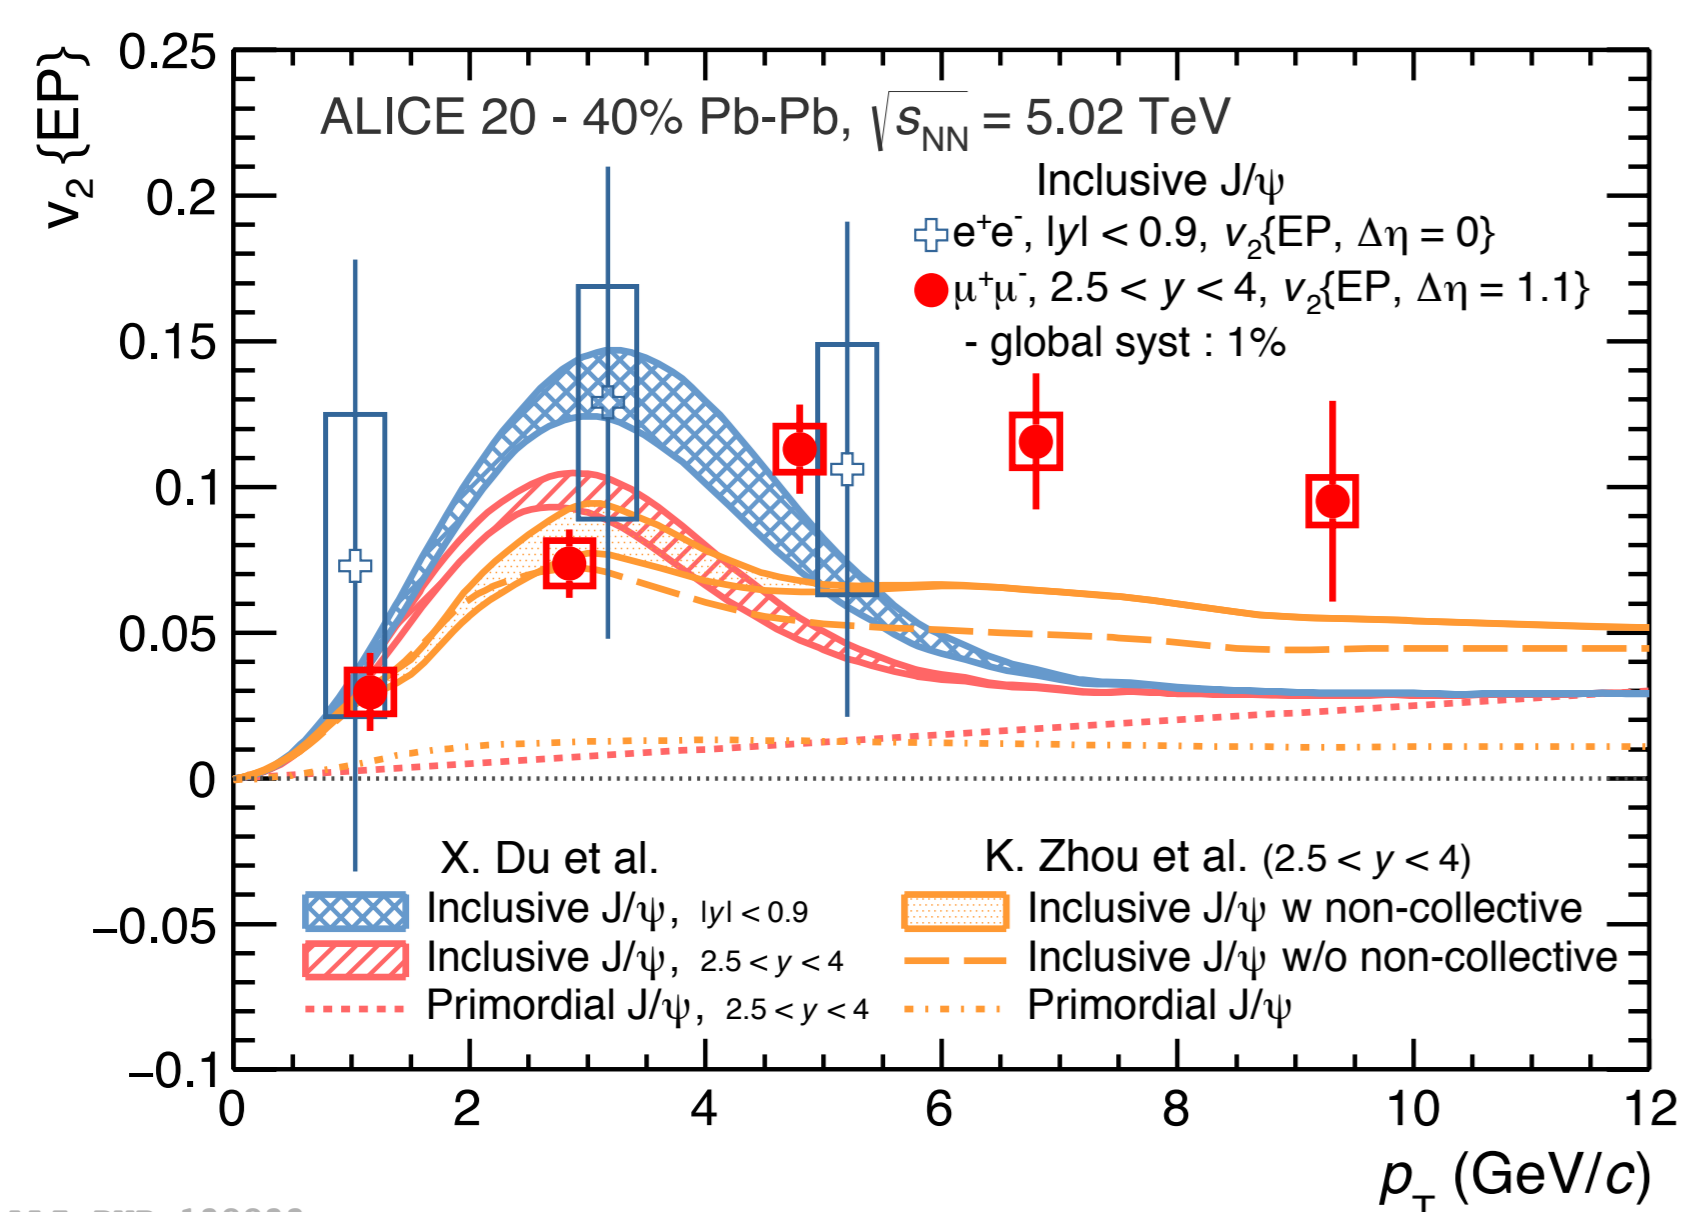 v2{EP}
0.25
0.2
0.15
0.1
0.05
0
−0.05
−0.1
ALICE 20 - 40% Pb-Pb, √sNN = 5.02 TeV
Inclusive J/ψ
e+e-, |y| < 0.9, v2{EP, Δη = 0}
μ+μ-, 2.5 < y < 4, v2{EP, Δη = 1.1}
- global syst : 1%
X. Du et al.
Inclusive J/ψ, |y| < 0.9
Inclusive J/ψ, 2.5 < y < 4
Primordial J/ψ, 2.5 < y < 4
K. Zhou et al. (2.5 < y < 4)
Inclusive J/ψ w non-collective
Inclusive J/ψ w/o non-collective
Primordial J/ψ
0 2 4 6 8 10 12
pT (GeV/c)